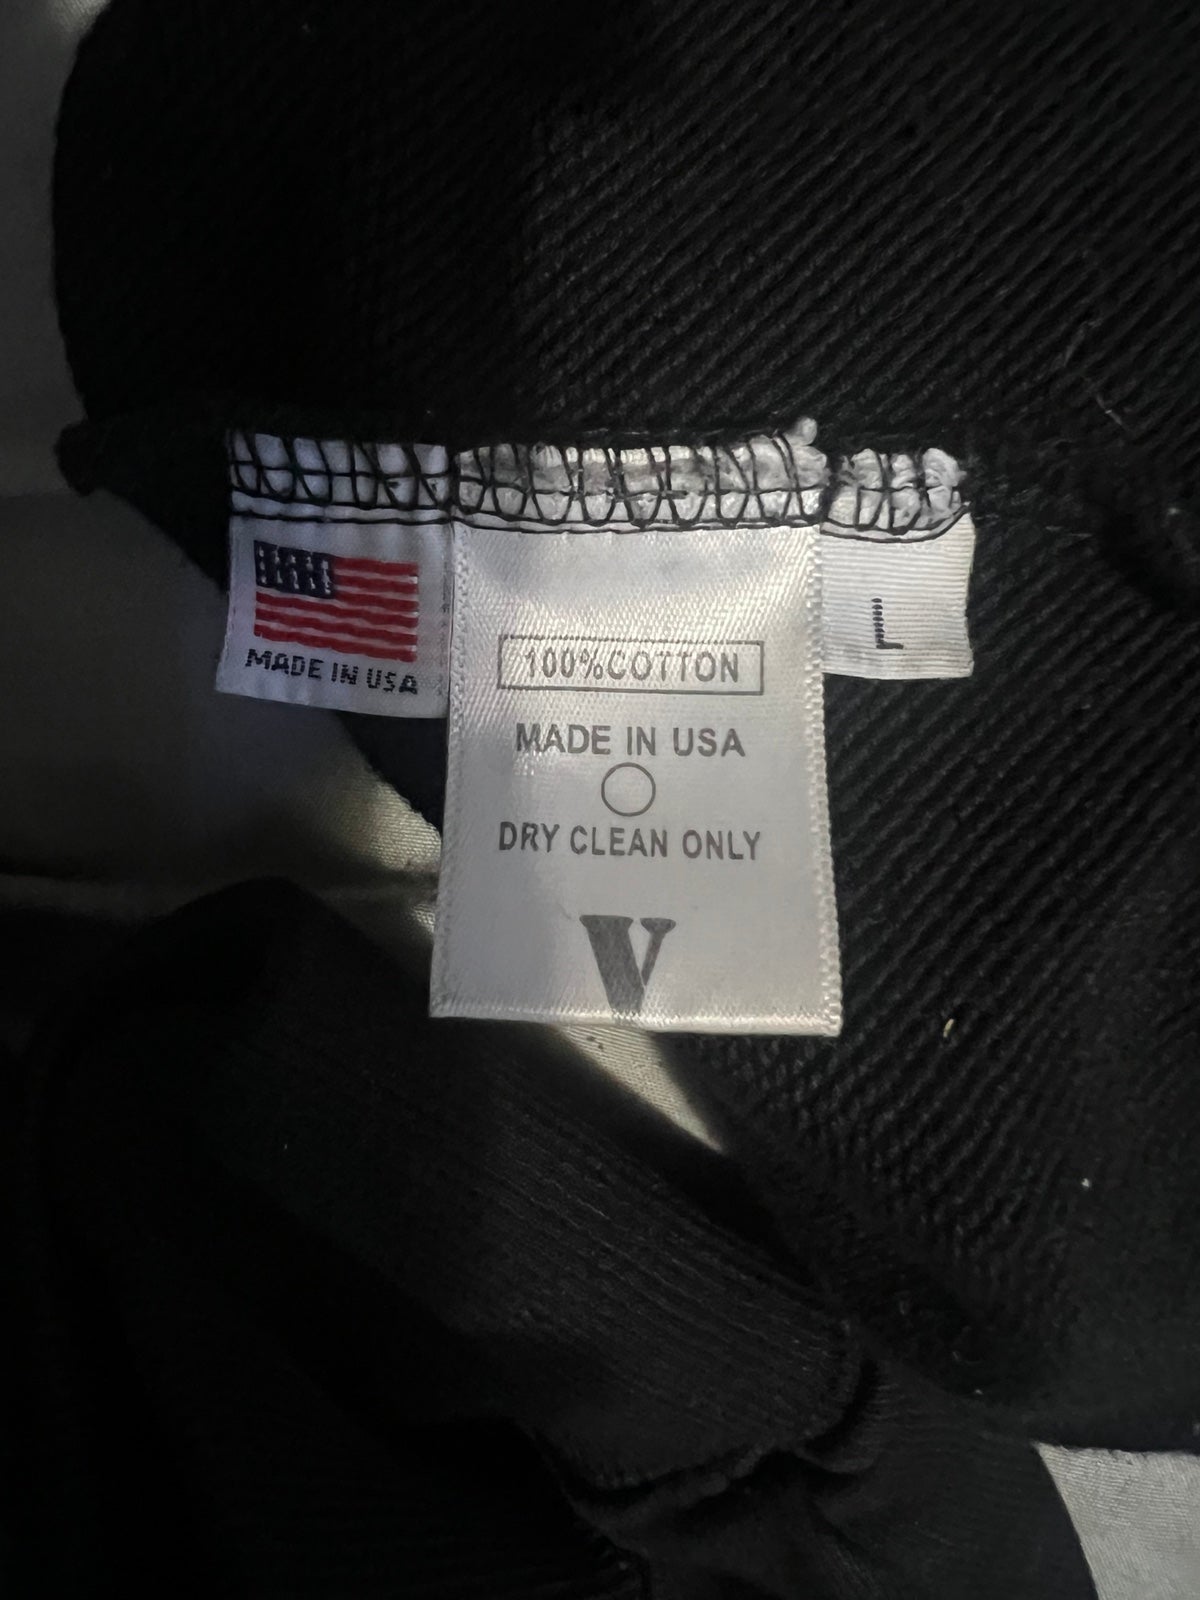 MADE IN USA
100%COTTON
MADE IN USA
DRY CLEAN ONLY
V
L